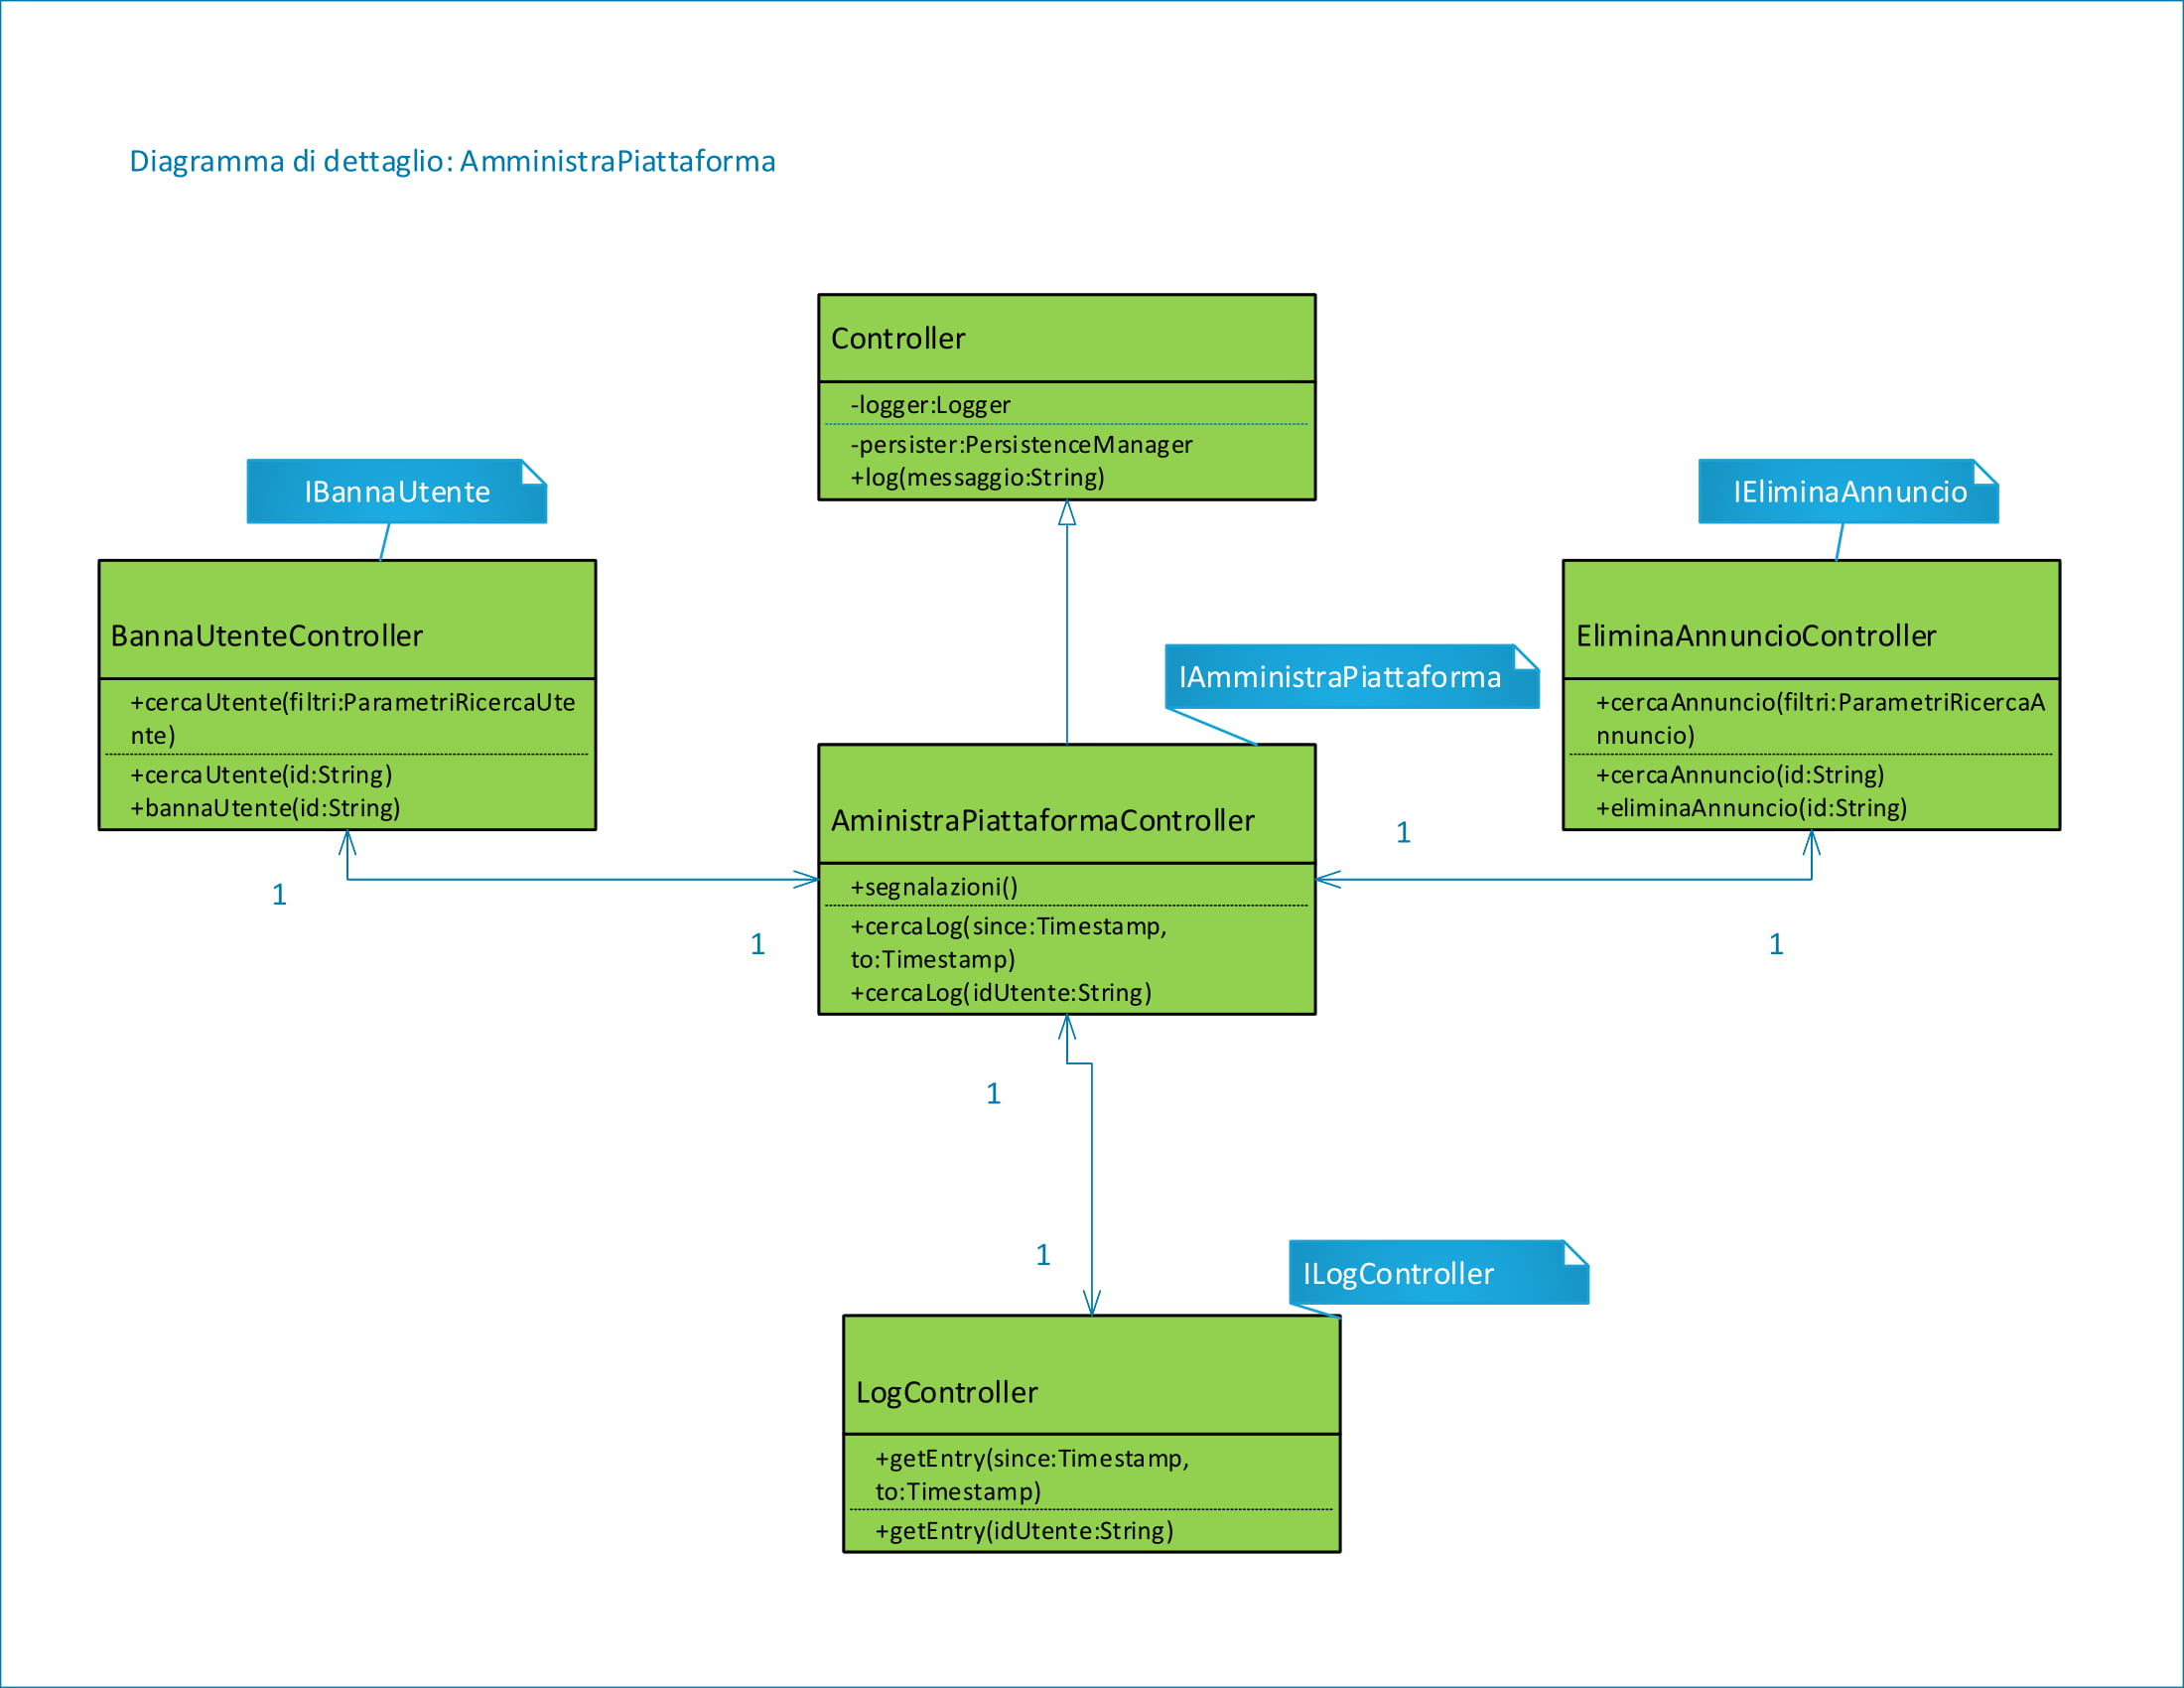 Diagramma di dettaglio: AmministraPiattaforma
Controller
-logger:Logger
-persister:PersistenceManager
+log(messaggio:String)
IBannaUtente
BannaUtenteController
+cercaUtente(filtri:ParametriRicercaUte
nte)
+cercaUtente(id:String)
+bannaUtente(id:String)
IEliminaAnnuncio
EliminaAnnuncioController
+cercaAnnuncio(filtri:ParametriRicercaA
nnuncio)
+cercaAnnuncio(id:String)
+eliminaAnnuncio(id:String)
IAmministraPiattaforma
AministraPiattaformaController
+segnalazioni()
+cercaLog(since:Timestamp,
to:Timestamp)
+cercaLog(idUtente:String)
1
1
1
1
1
1
ILogController
LogController
+getEntry(since:Timestamp,
to:Timestamp)
+getEntry(idUtente:String)